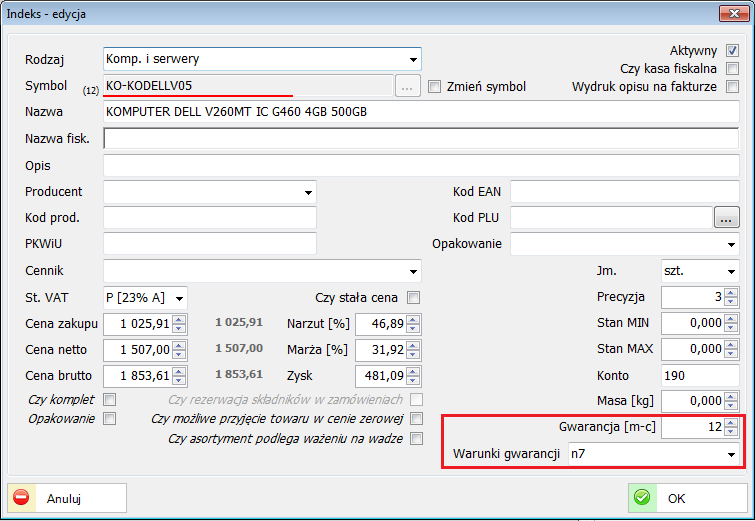 Indeks - edycja
Rodzaj Komp. i serwery Aktywny
Czy kasa fiskalna
Symbol (12) KO-KODELLV05 ... Zmień symbol Wydruk opisu na fakturze
Nazwa KOMPUTER DELL V260MT IC G460 4GB 500GB
Nazwa fisk.
Opis
Producent Kod EAN
Kod prod. Kod PLU ...
PKWiU Opakowanie
Cennik Jm. szt.
St. VAT P [23% A] Czy stała cena Precyzja 3
Cena zakupu 1 025,91 1 025,91 Narzut [%] 46,89 Stan MIN 0,000
Cena netto 1 507,00 1 507,00 Marża [%] 31,92 Stan MAX 0,000
Cena brutto 1 853,61 1 853,61 Zysk 481,09 Konto 190
Czy komplet Czy rezerwacja składników w zamówieniach Masa [kg] 0,000
Opakowanie Czy możliwe przyjęcie towaru w cenie zerowej Gwarancja [m-c] 12
Czy asortyment podlega ważeniu na wadze Warunki gwarancji n7
Anuluj OK